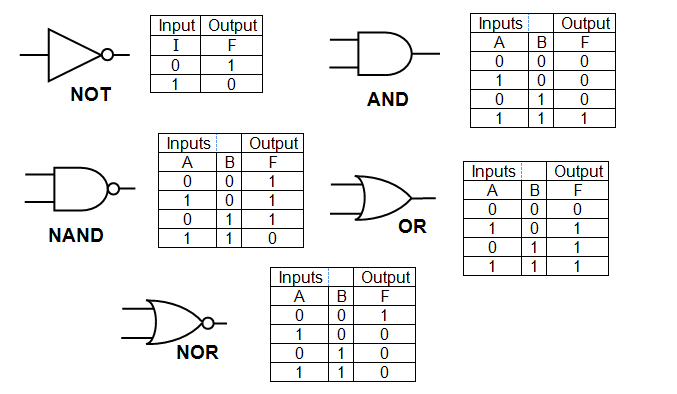 Input Output
I F
0 1
1 0
NOT
Inputs Output
A B F
0 0 0
1 0 0
0 1 0
1 1 1
AND
Inputs Output
A B F
0 0 1
1 0 1
0 1 1
1 1 0
NAND
Inputs Output
A B F
0 0 0
1 0 1
0 1 1
1 1 1
OR
Inputs Output
A B F
0 0 1
1 0 0
0 1 0
1 1 0
NOR